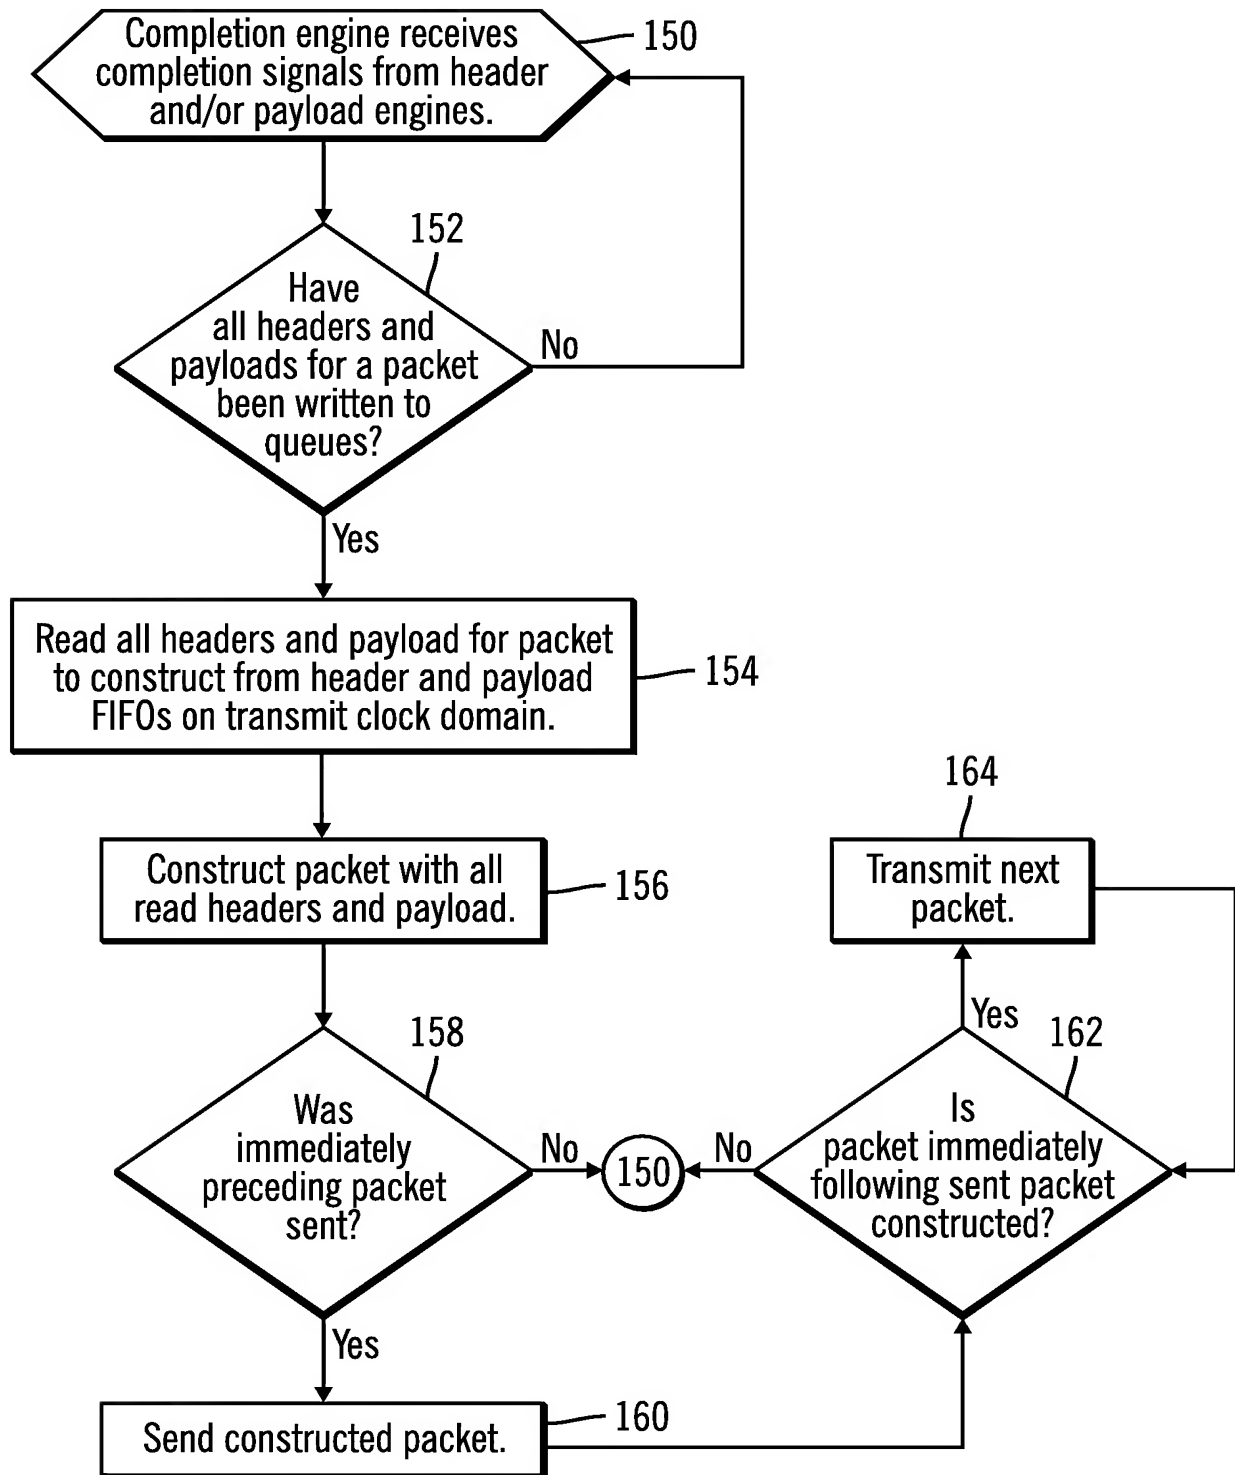 Completion engine receives
completion signals from header
and/or payload engines.
150
152
Have
all headers and
payloads for a packet
been written to
queues?
No
Yes
Read all headers and payload for packet
to construct from header and payload
FIFOs on transmit clock domain.
154
Construct packet with all
read headers and payload.
156
158
Was
immediately
preceding packet
sent?
No
150
Yes
Send constructed packet.
160
164
Transmit next
packet.
Yes
162
Is
packet immediately
following sent packet
constructed?
No